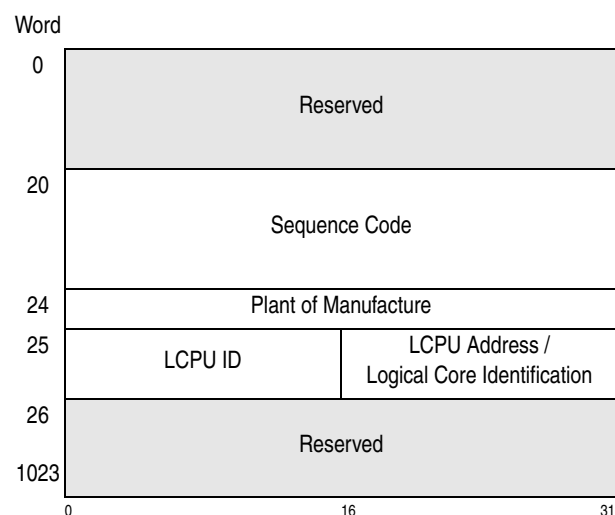 Word
0
Reserved
20
Sequence Code
24
Plant of Manufacture
25
LCPU ID
LCPU Address /
Logical Core Identification
26
Reserved
1023
0
16
31